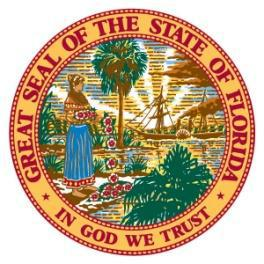 GREAT SEAL OF THE STATE OF FLORIDA
IN GOD WE TRUST